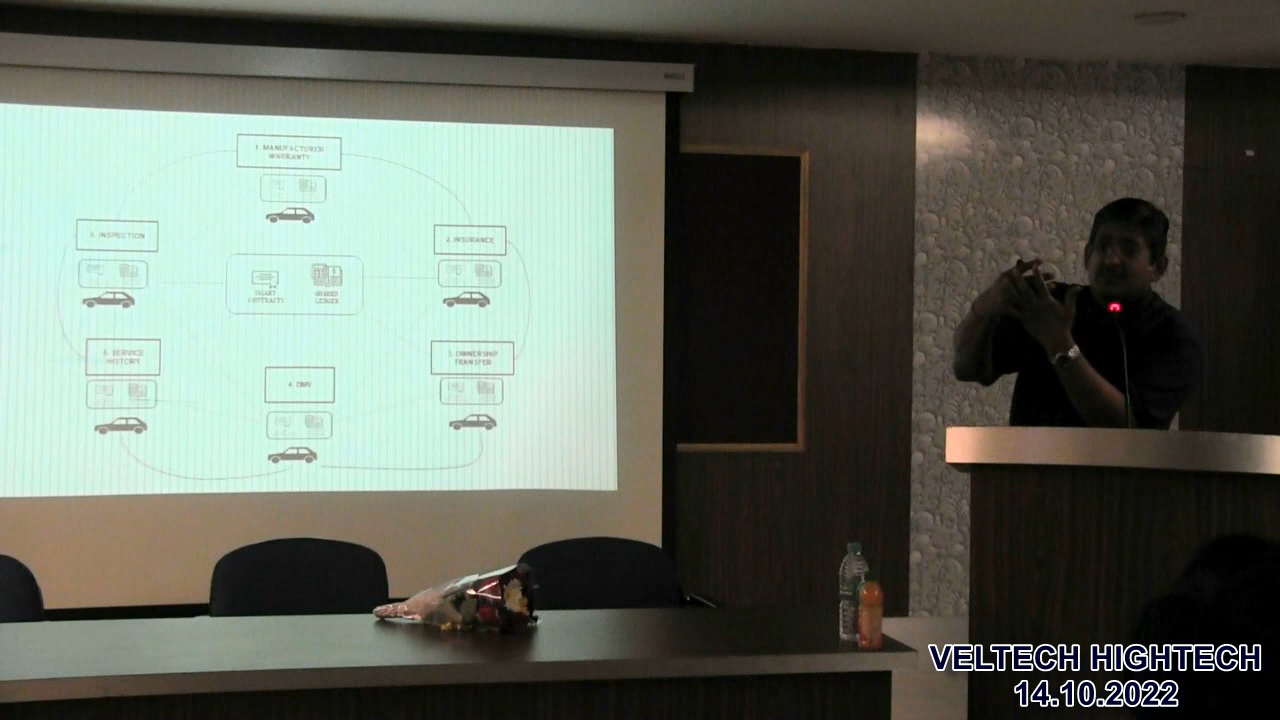 1. MANUFACTURER
WARRANTY
5. INSPECTION
2. INSURANCE
SMART
CONTRACTS
SHARED
LEDGER
6. SERVICE
HISTORY
3. OWNERSHIP
TRANSFER
4. DMV
VELTECH HIGHTECH
14.10.2022